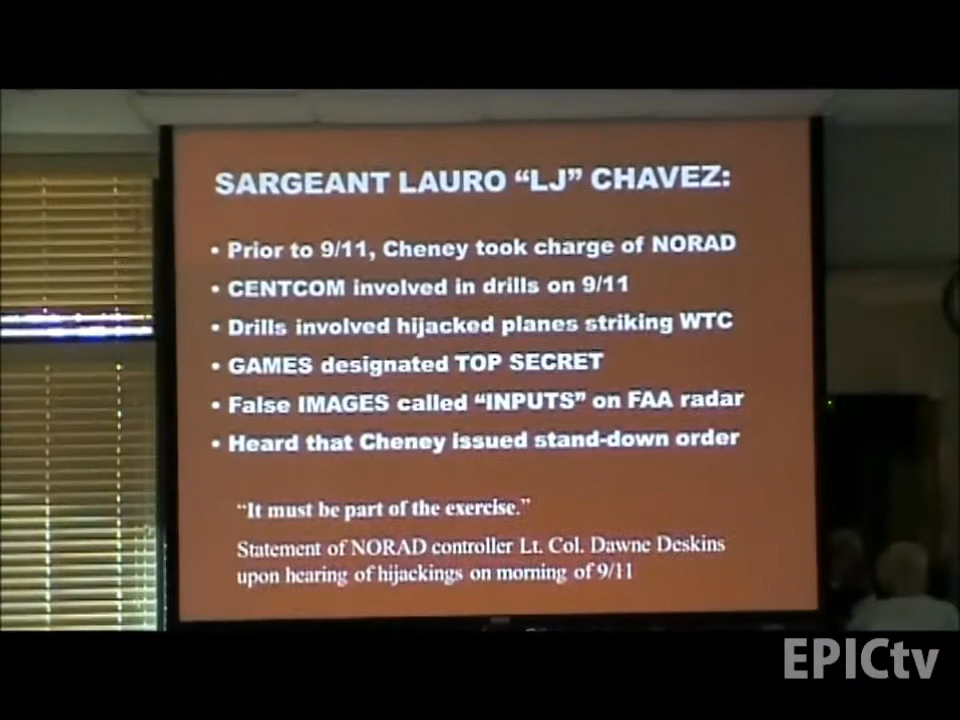 SARGEANT LAURO “LJ” CHAVEZ:
• Prior to 9/11, Cheney took charge of NORAD
• CENTCOM involved in drills on 9/11
• Drills involved hijacked planes striking WTC
• GAMES designated TOP SECRET
• False IMAGES called “INPUTS” on FAA radar
• Heard that Cheney issued stand-down order
“It must be part of the exercise.”
Statement of NORAD controller Lt. Col. Dawne Deskins
upon hearing of hijackings on morning of 9/11
EPICtv